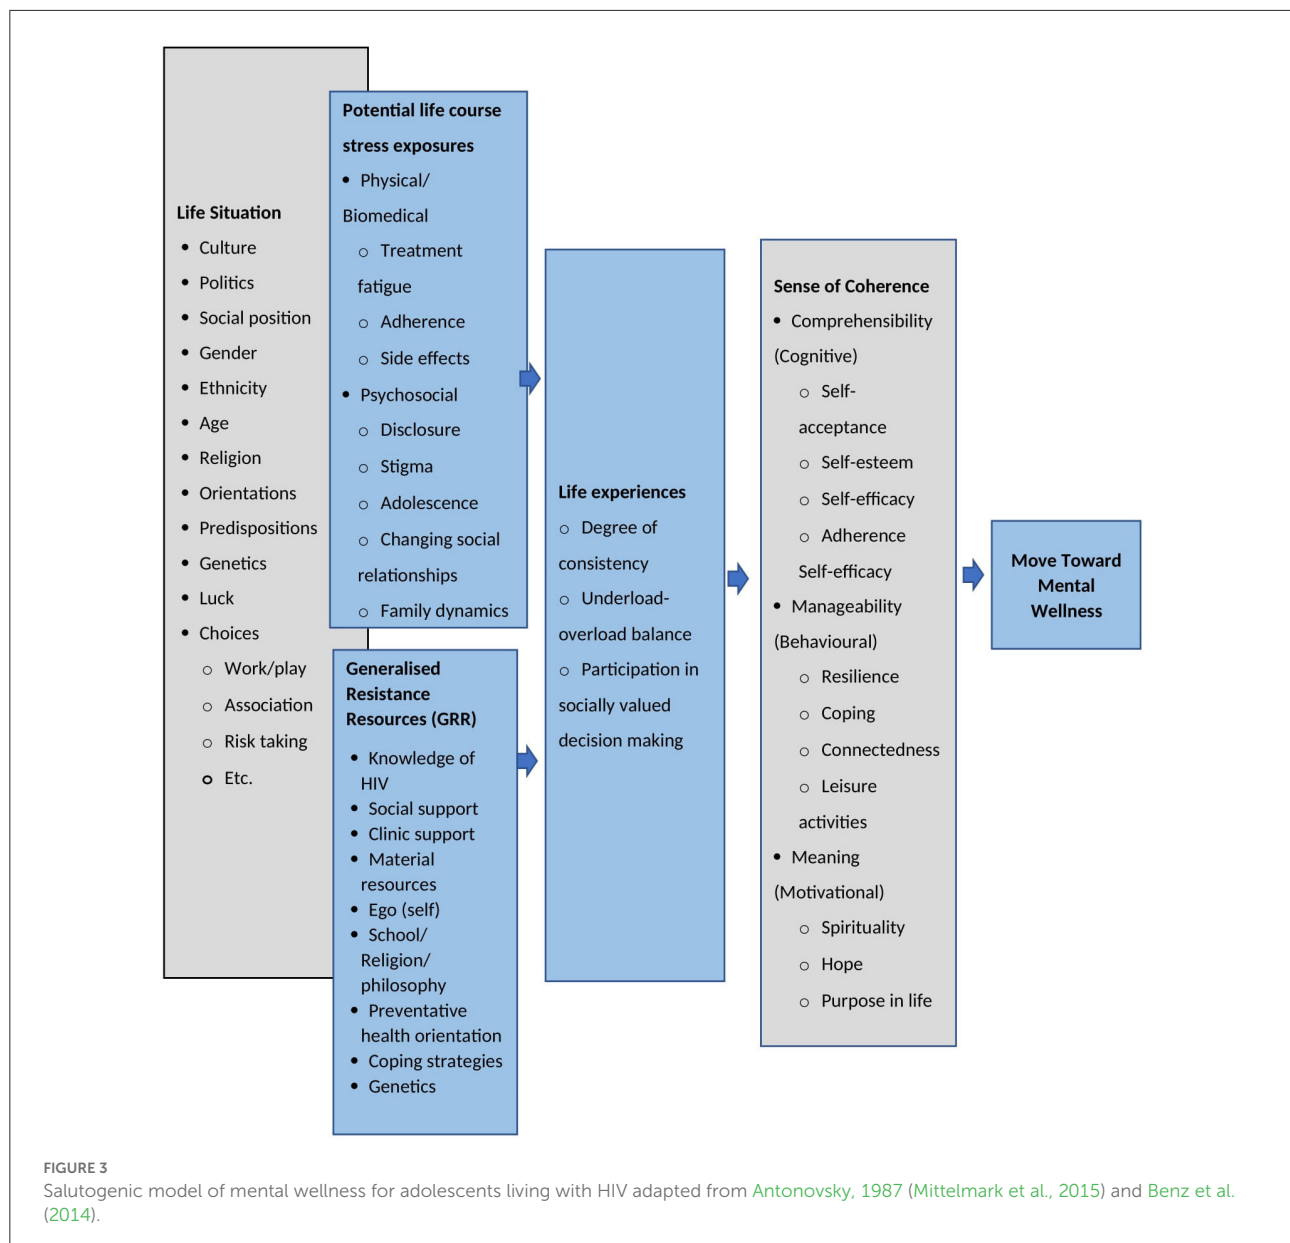 Life Situation
• Culture
• Politics
• Social position
• Gender
• Ethnicity
• Age
• Religion
• Orientations
• Predispositions
• Genetics
• Luck
• Choices
o Work/play
o Association
o Risk taking
o Etc.
Potential life course
stress exposures
• Physical/
Biomedical
o Treatment
fatigue
o Adherence
o Side effects
• Psychosocial
o Disclosure
o Stigma
o Adolescence
o Changing social
relationships
o Family dynamics
Generalised
Resistance
Resources (GRR)
• Knowledge of
HIV
• Social support
• Clinic support
• Material
resources
• Ego (self)
• School/
Religion/
philosophy
• Preventative
health orientation
• Coping strategies
• Genetics
Life experiences
o Degree of
consistency
o Underload-
overload balance
o Participation in
socially valued
decision making
Sense of Coherence
• Comprehensibility
(Cognitive)
o Self-
acceptance
o Self-esteem
o Self-efficacy
o Adherence
Self-efficacy
• Manageability
(Behavioural)
o Resilience
o Coping
o Connectedness
o Leisure
activities
• Meaning
(Motivational)
o Spirituality
o Hope
o Purpose in life
Move Toward
Mental
Wellness
FIGURE 3
Salutogenic model of mental wellness for adolescents living with HIV adapted from Antonovsky, 1987 (Mittelmark et al., 2015) and Benz et al.
(2014).